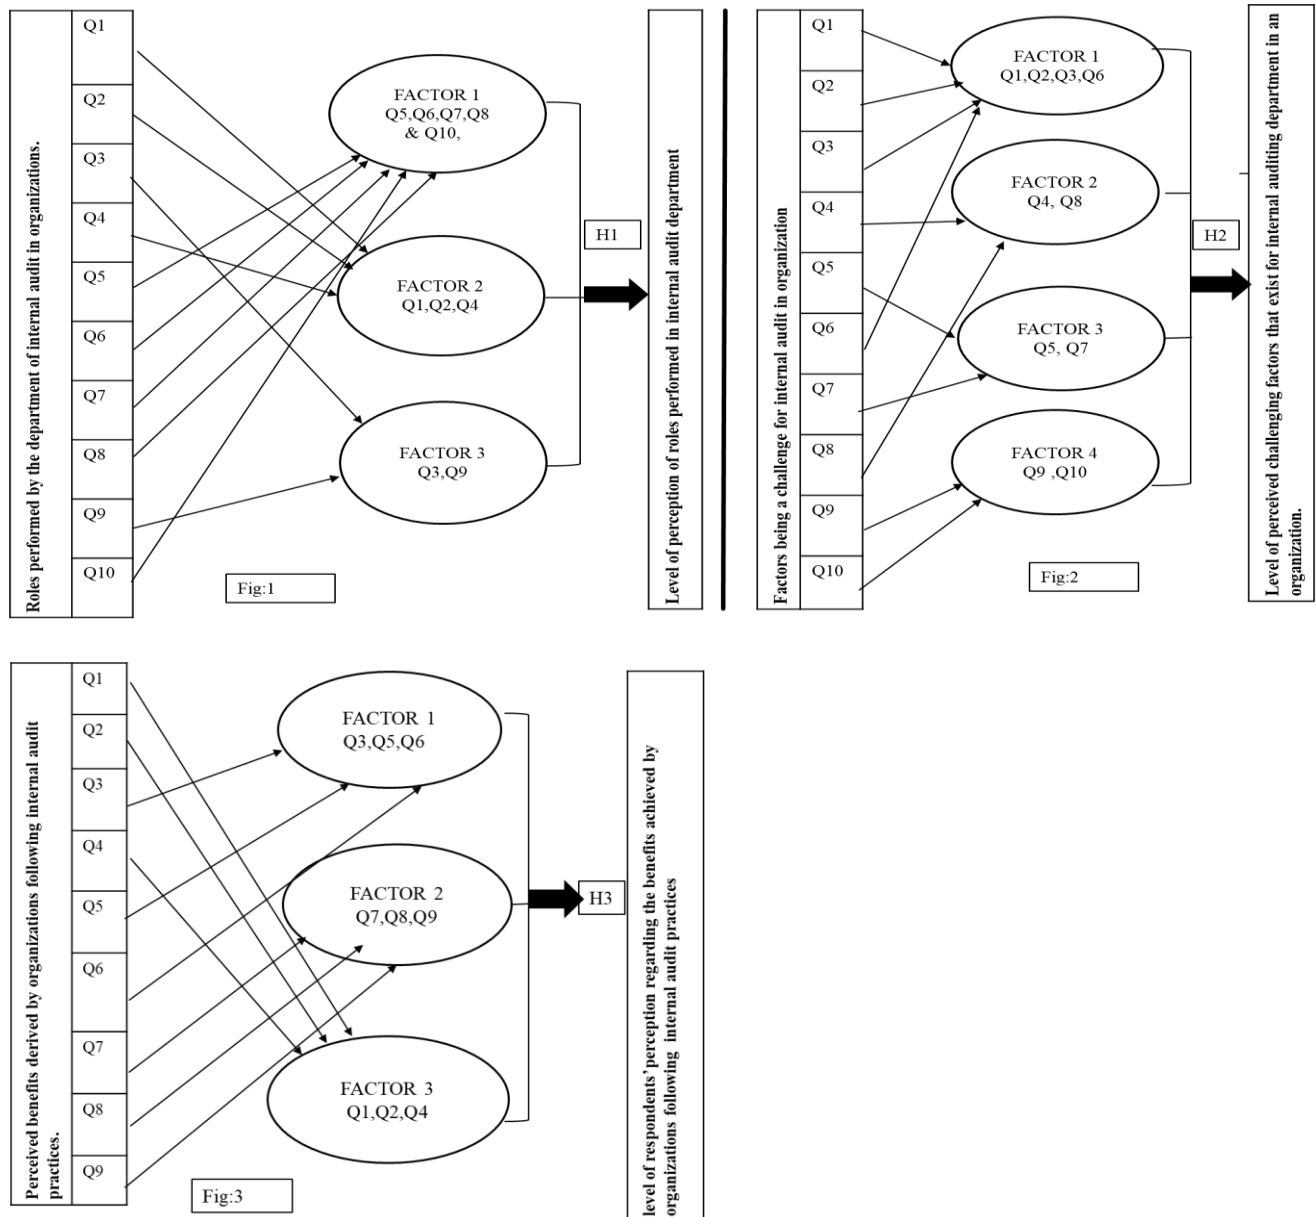 Roles performed by the department of internal audit in organizations.
Q1
Q2
Q3
Q4
Q5
Q6
Q7
Q8
Q9
Q10
FACTOR 1
Q5,Q6,Q7,Q8
& Q10,
FACTOR 2
Q1,Q2,Q4
FACTOR 3
Q3,Q9
H1
Level of perception of roles performed in internal audit department
Fig:1
Factors being a challenge for internal audit in organization
Q1
Q2
Q3
Q4
Q5
Q6
Q7
Q8
Q9
Q10
FACTOR 1
Q1,Q2,Q3,Q6
FACTOR 2
Q4, Q8
FACTOR 3
Q5, Q7
FACTOR 4
Q9 ,Q10
H2
Level of perceived challenging factors that exist for internal auditing department in an
organization.
Fig:2
Perceived benefits derived by organizations following internal audit
practices.
Q1
Q2
Q3
Q4
Q5
Q6
Q7
Q8
Q9
FACTOR 1
Q3,Q5,Q6
FACTOR 2
Q7,Q8,Q9
FACTOR 3
Q1,Q2,Q4
H3
level of respondents' perception regarding the benefits achieved by
organizations following internal audit practices
Fig:3